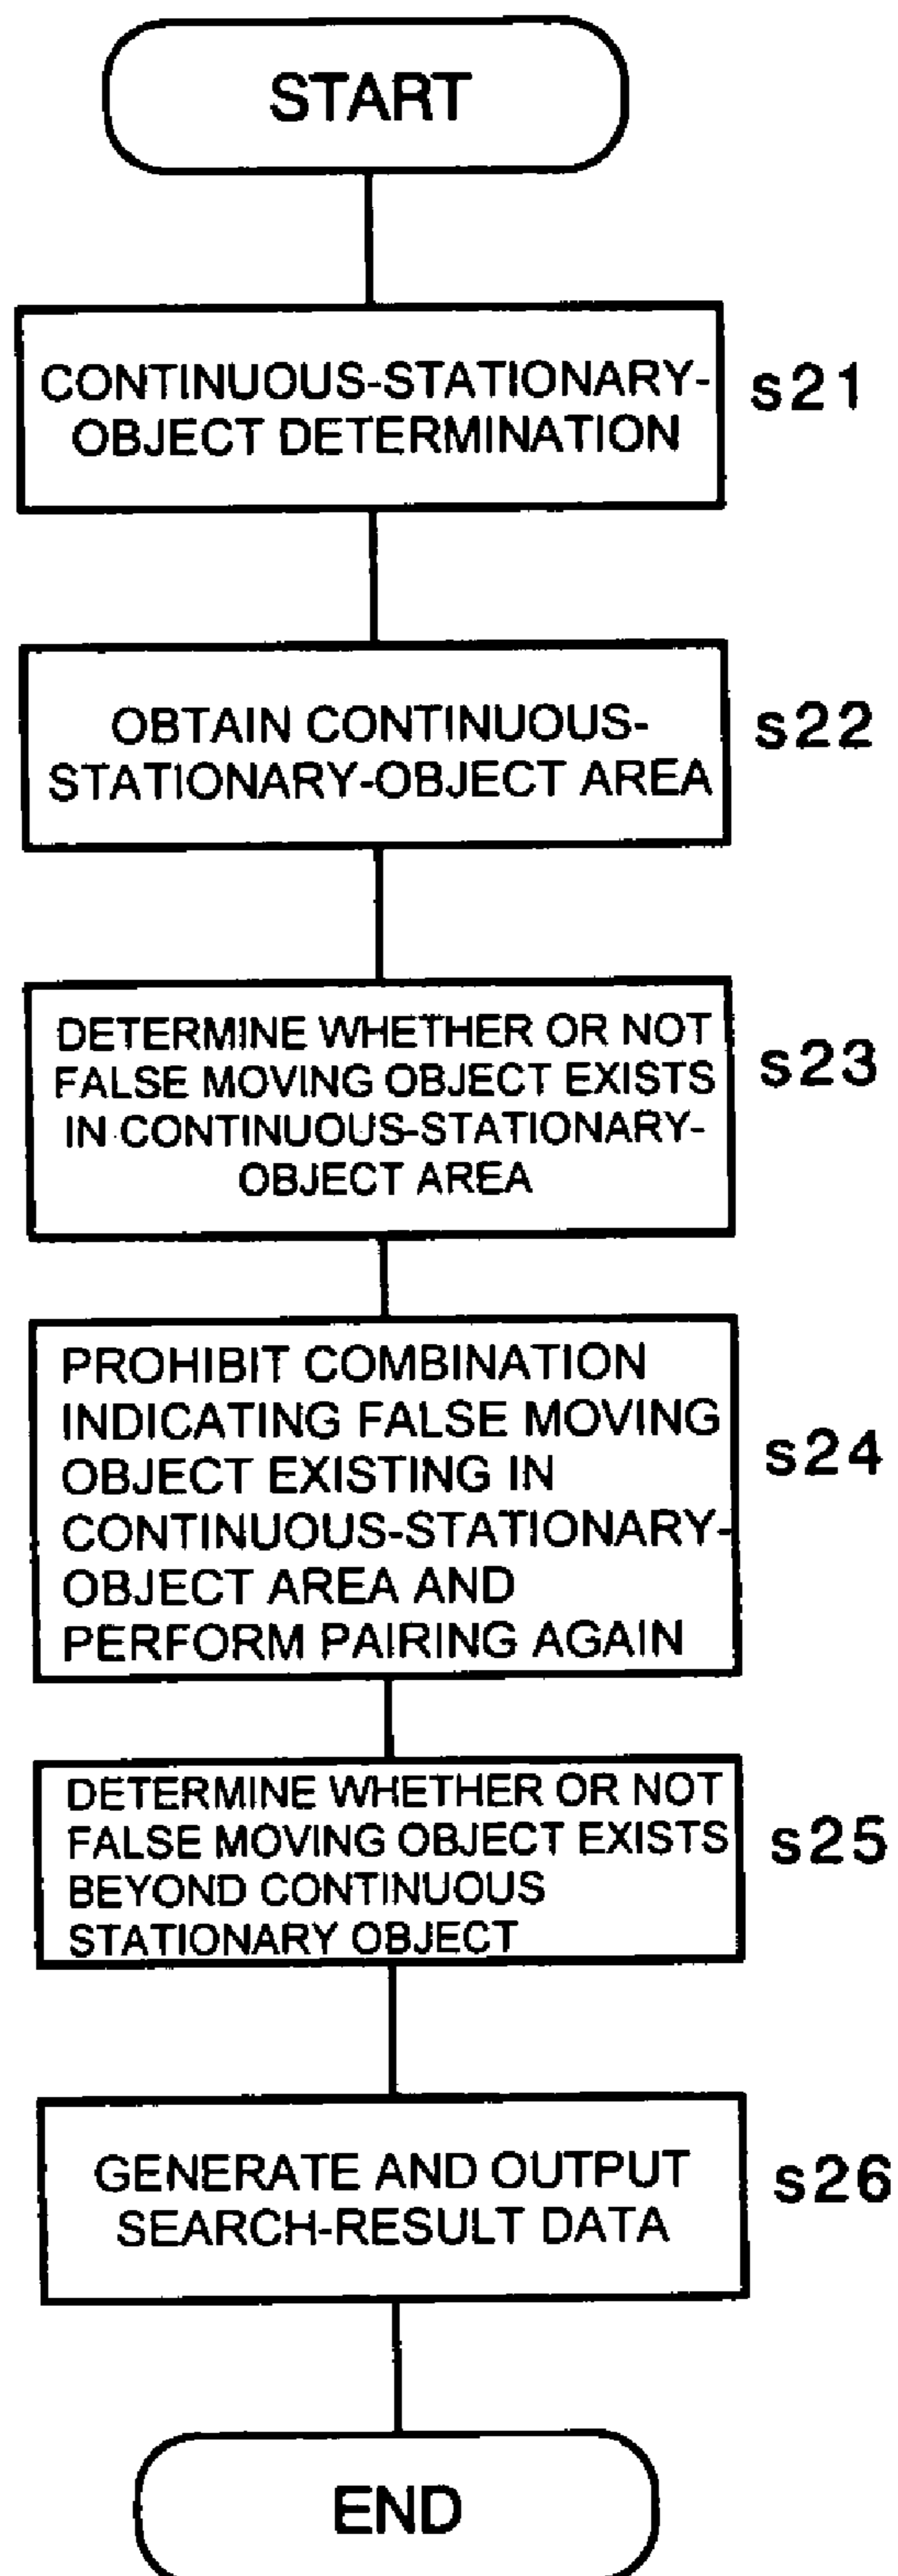 START
CONTINUOUS-STATIONARY-
OBJECT DETERMINATION
s21
OBTAIN CONTINUOUS-
STATIONARY-OBJECT AREA
s22
DETERMINE WHETHER OR NOT
FALSE MOVING OBJECT EXISTS
IN CONTINUOUS-STATIONARY-
OBJECT AREA
s23
PROHIBIT COMBINATION
INDICATING FALSE MOVING
OBJECT EXISTING IN
CONTINUOUS-STATIONARY-
OBJECT AREA AND
PERFORM PAIRING AGAIN
s24
DETERMINE WHETHER OR NOT
FALSE MOVING OBJECT EXISTS
BEYOND CONTINUOUS
STATIONARY OBJECT
s25
GENERATE AND OUTPUT
SEARCH-RESULT DATA
s26
END